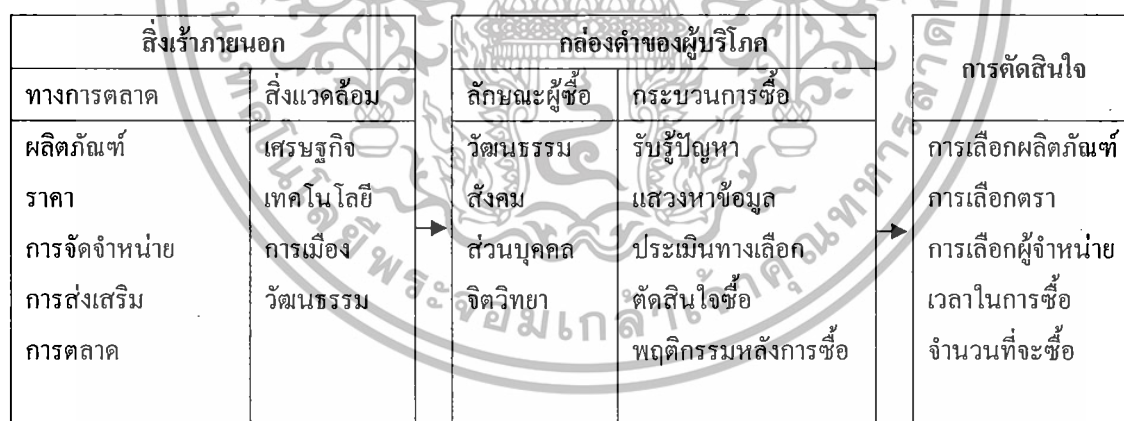 สิ่งเร้าภายนอก
ทางการตลาด สิ่งแวดล้อม
ผลิตภัณฑ์ เศรษฐกิจ
ราคา เทคโนโลยี
การจัดจำหน่าย การเมือง
การส่งเสริม วัฒนธรรม
การตลาด
กล่องดำของผู้บริโภค
ลักษณะผู้ซื้อ กระบวนการซื้อ
วัฒนธรรม รับรู้ปัญหา
สังคม แสวงหาข้อมูล
ส่วนบุคคล ประเมินทางเลือก
จิตวิทยา ตัดสินใจซื้อ
พฤติกรรมหลังการซื้อ
การตัดสินใจ
การเลือกผลิตภัณฑ์
การเลือกตรา
การเลือกผู้จำหน่าย
เวลาในการซื้อ
จำนวนที่จะซื้อ